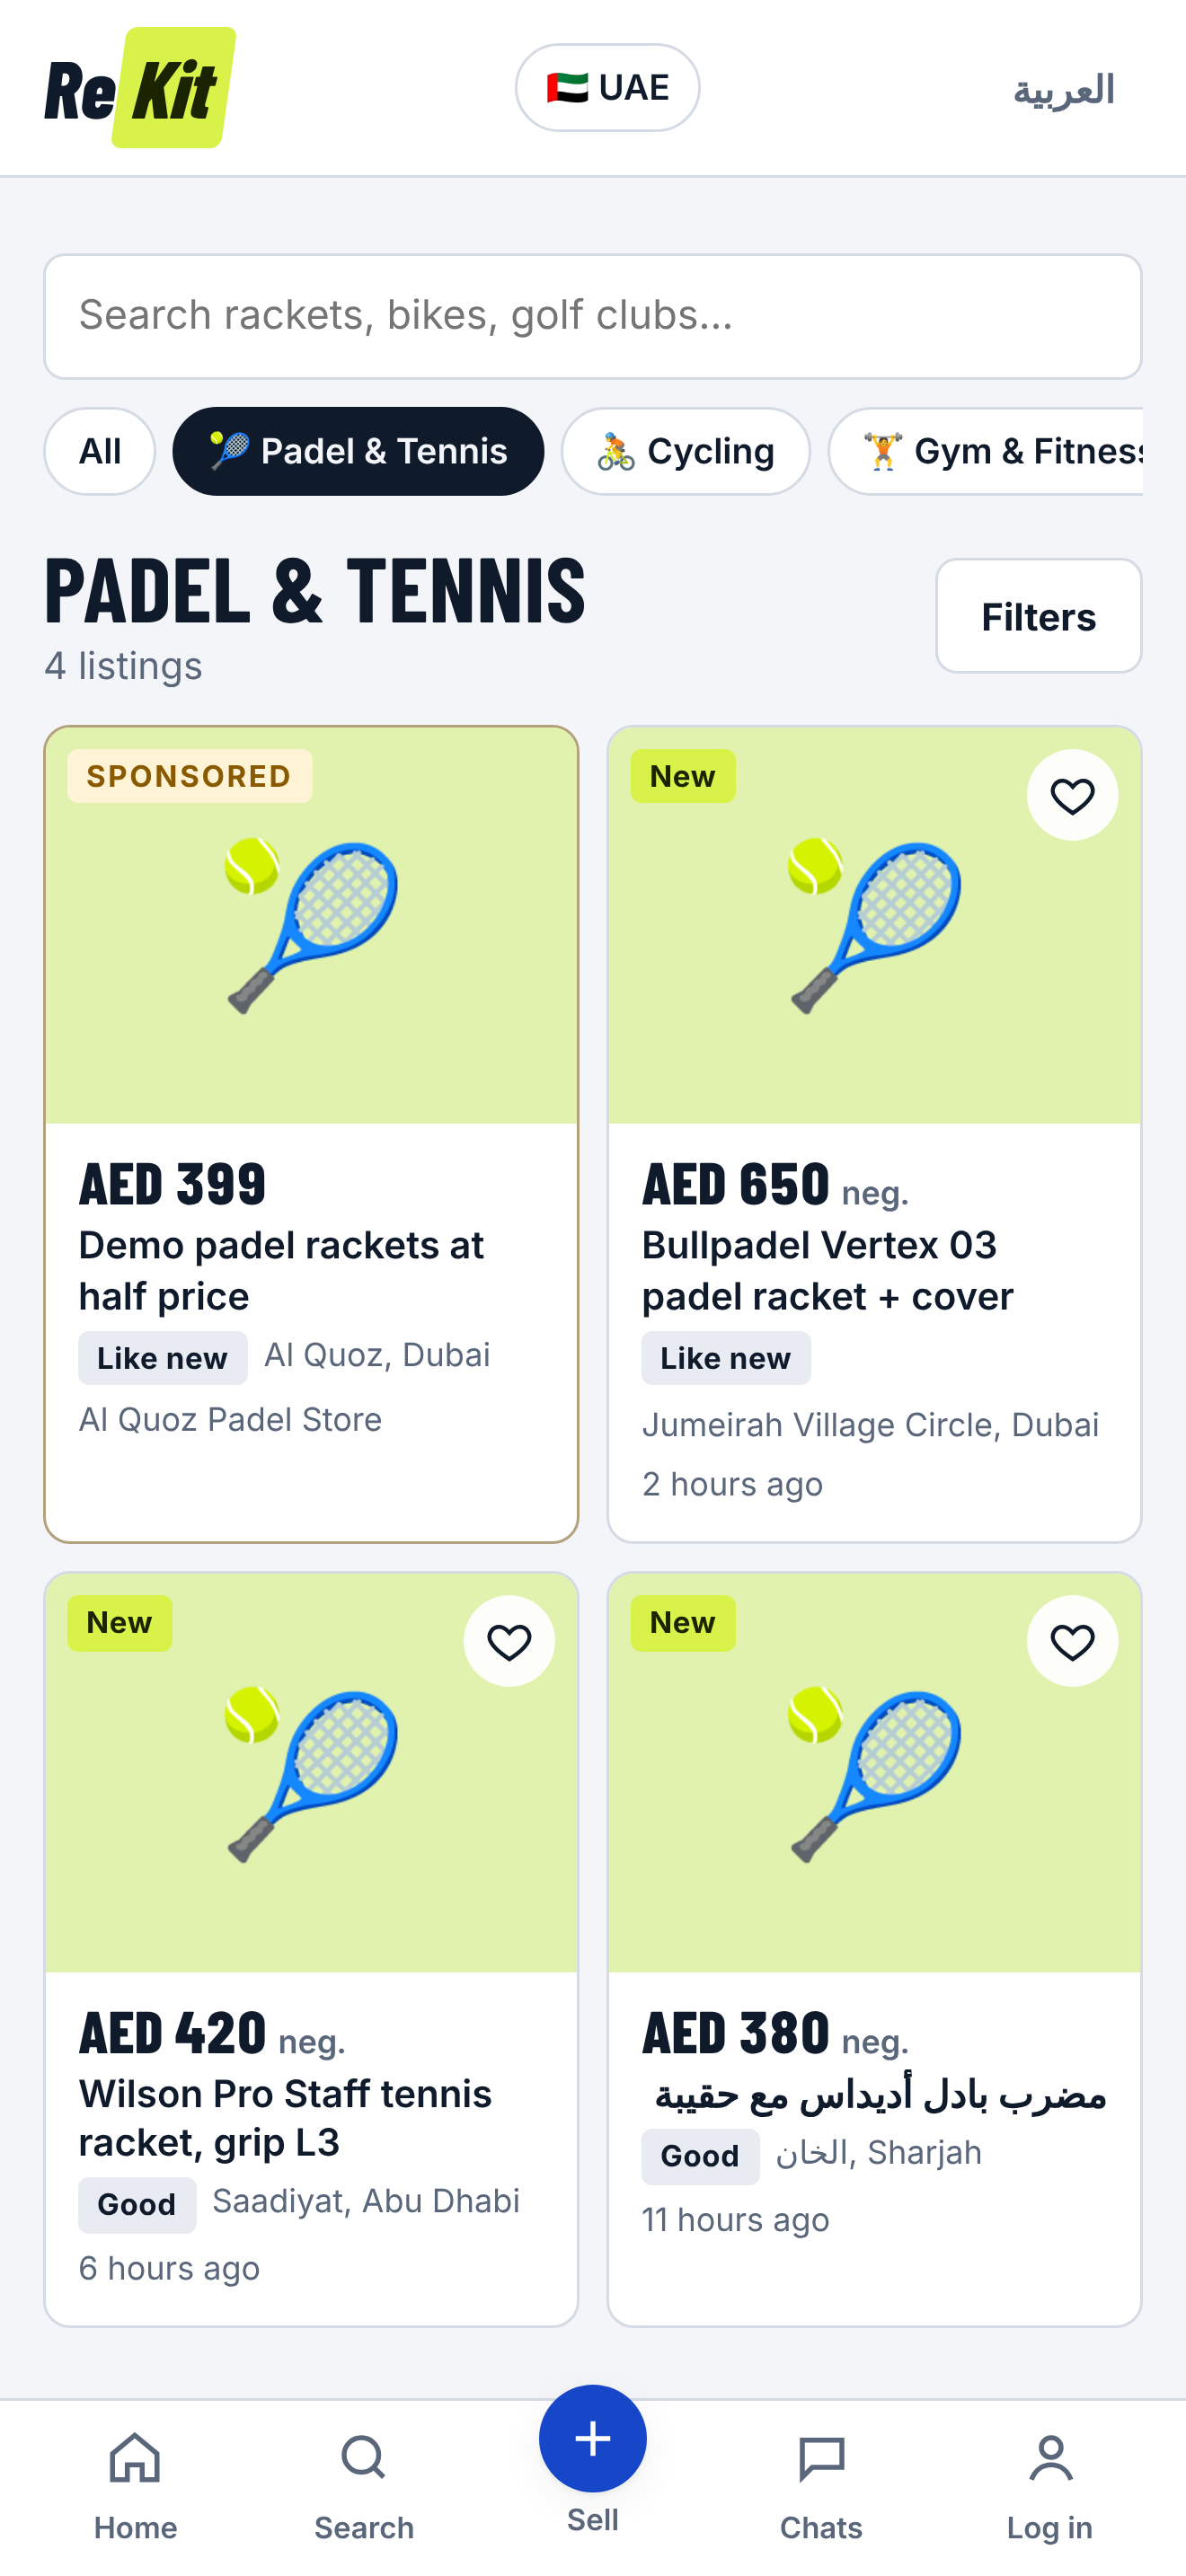 ReKit
UAE
العربية
Search rackets, bikes, golf clubs...
All
Padel & Tennis
Cycling
Gym & Fitness
PADEL & TENNIS
4 listings
Filters
SPONSORED
AED 399
Demo padel rackets at
half price
Like new Al Quoz, Dubai
Al Quoz Padel Store
New
AED 650 neg.
Bullpadel Vertex 03
padel racket + cover
Like new
Jumeirah Village Circle, Dubai
2 hours ago
New
AED 420 neg.
Wilson Pro Staff tennis
racket, grip L3
Good Saadiyat, Abu Dhabi
6 hours ago
New
AED 380 neg.
مضرب بادل أديداس مع حقيبة
Good الخان, Sharjah
11 hours ago
Home
Search
Sell
Chats
Log in